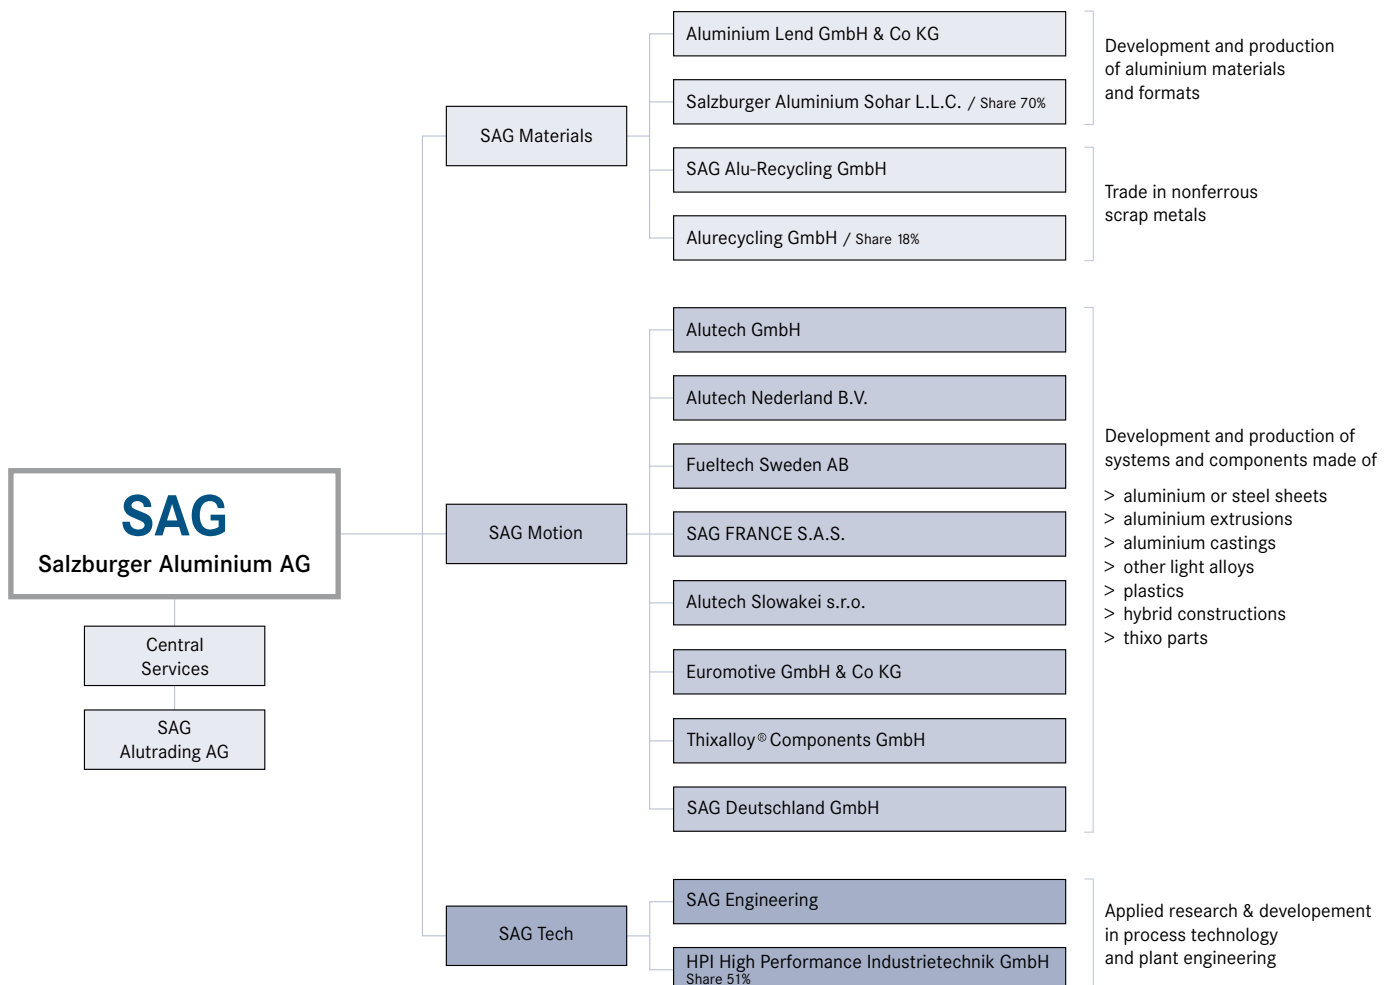 SAG
Salzburger Aluminium AG
Central
Services
SAG
Alutrading AG
SAG Materials
Aluminium Lend GmbH & Co KG
Salzburger Aluminium Sohar L.L.C. / Share 70%
SAG Alu-Recycling GmbH
Alurecycling GmbH / Share 18%
Development and production
of aluminium materials
and formats
Trade in nonferrous
scrap metals
SAG Motion
Alutech GmbH
Alutech Nederland B.V.
Fueltech Sweden AB
SAG FRANCE S.A.S.
Alutech Slowakei s.r.o.
Euromotive GmbH & Co KG
Thixalloy® Components GmbH
SAG Deutschland GmbH
Development and production of
systems and components made of
> aluminium or steel sheets
> aluminium extrusions
> aluminium castings
> other light alloys
> plastics
> hybrid constructions
> thixo parts
SAG Tech
SAG Engineering
HPI High Performance Industrietechnik GmbH
Share 51%
Applied research & developement
in process technology
and plant engineering